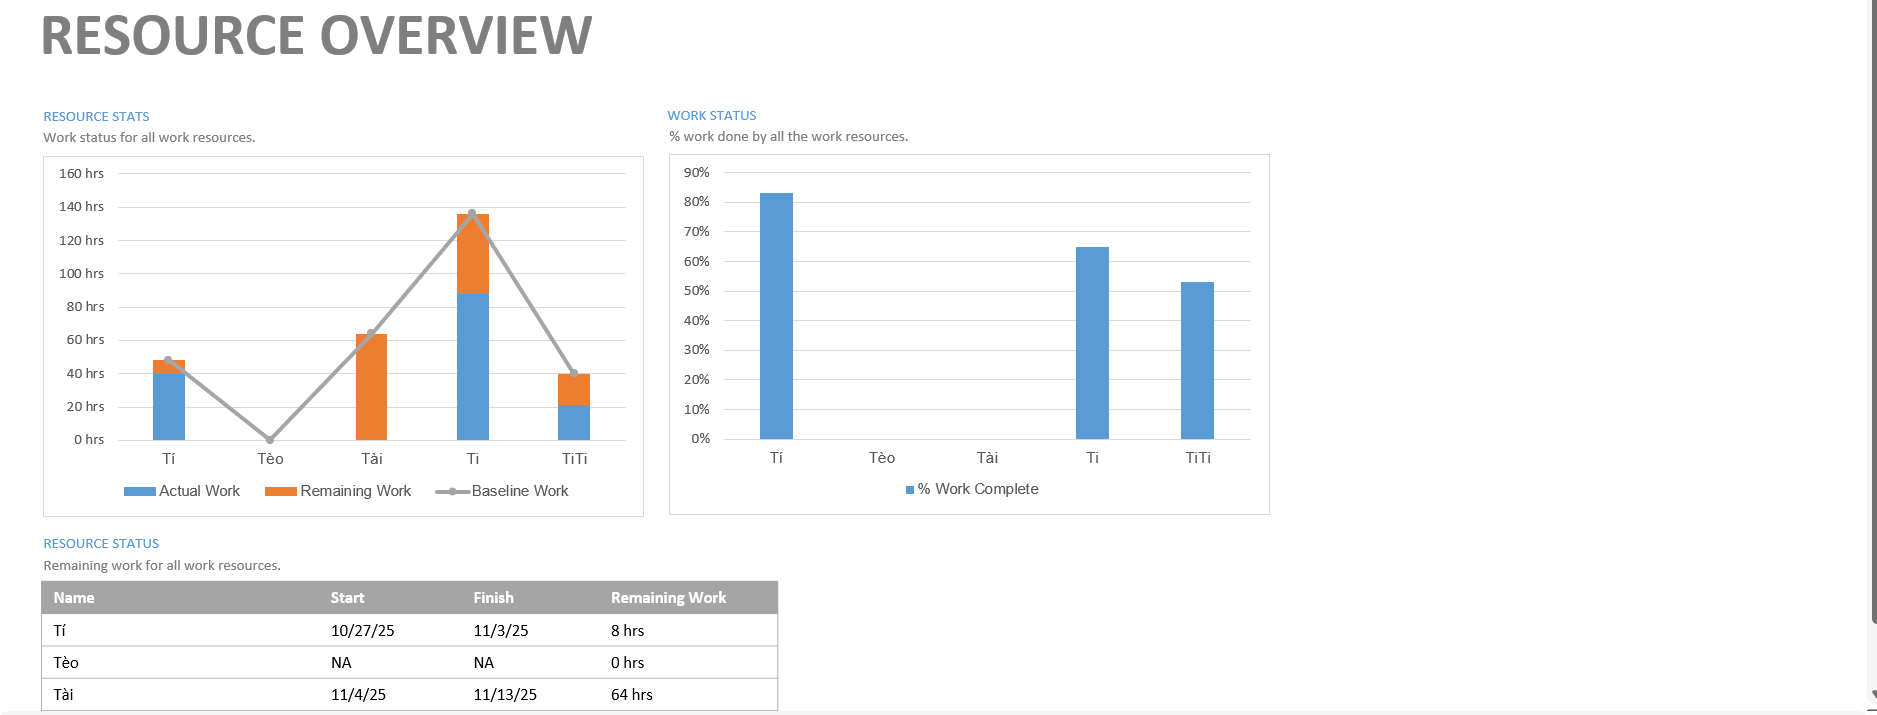 RESOURCE OVERVIEW
RESOURCE STATS
Work status for all work resources.
160 hrs
140 hrs
120 hrs
100 hrs
80 hrs
60 hrs
40 hrs
20 hrs
0 hrs
Tí Tèo Tài Ti TiTi
Actual Work Remaining Work Baseline Work
WORK STATUS
% work done by all the work resources.
90%
80%
70%
60%
50%
40%
30%
20%
10%
0%
Tí Tèo Tài Ti TiTi
% Work Complete
RESOURCE STATUS
Remaining work for all work resources.
Name Start Finish Remaining Work
Tí 10/27/25 11/3/25 8 hrs
Tèo NA NA 0 hrs
Tài 11/4/25 11/13/25 64 hrs